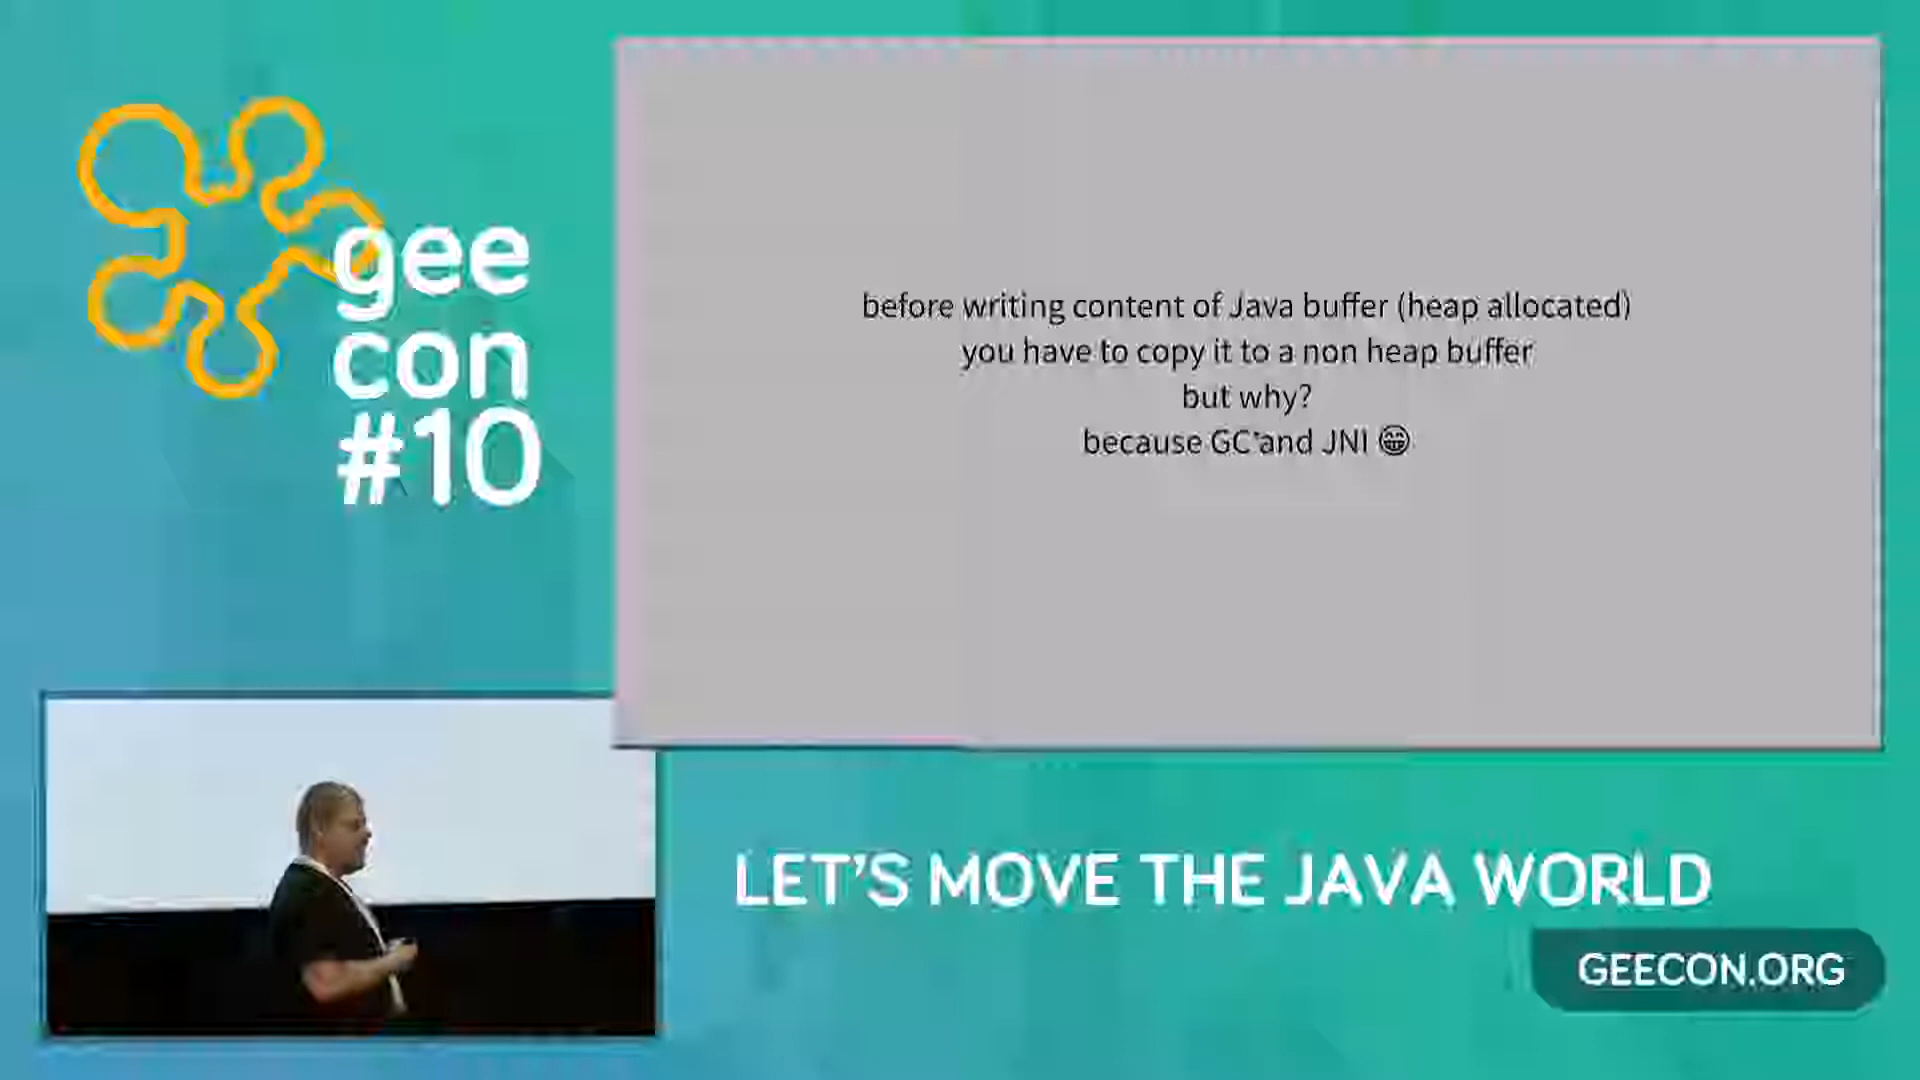 gee
con
#10
before writing content of Java buffer (heap allocated)
you have to copy it to a non heap buffer
but why?
because GC and JNI 😁
LET'S MOVE THE JAVA WORLD
GEECON.ORG